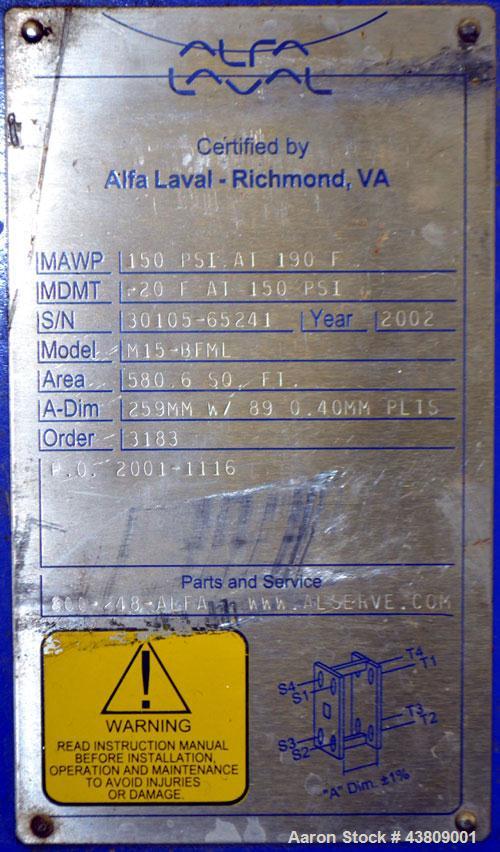 ALFA
LAVAL
Certified by
Alfa Laval - Richmond, VA
MAWP 150 PSI AT 190 F
MDMT -20 F AT 150 PSI
S/N 30105-65241 Year 2002
Model M15-BFML
Area 580.6 SQ. FT.
A-Dim 259MM W/ 89 0.40MM PLTS
Order 3183
P.O. 2001-1116
Parts and Service
800-248-ALFA WWW.ALSERVE.COM
WARNING
READ INSTRUCTION MANUAL
BEFORE INSTALLATION,
OPERATION AND MAINTENANCE
TO AVOID INJURIES
OR DAMAGE.
S4 T4
S1 T1
S3 T3
S2 T2
"A" Dim. ±1%
Aaron Stock # 43809001